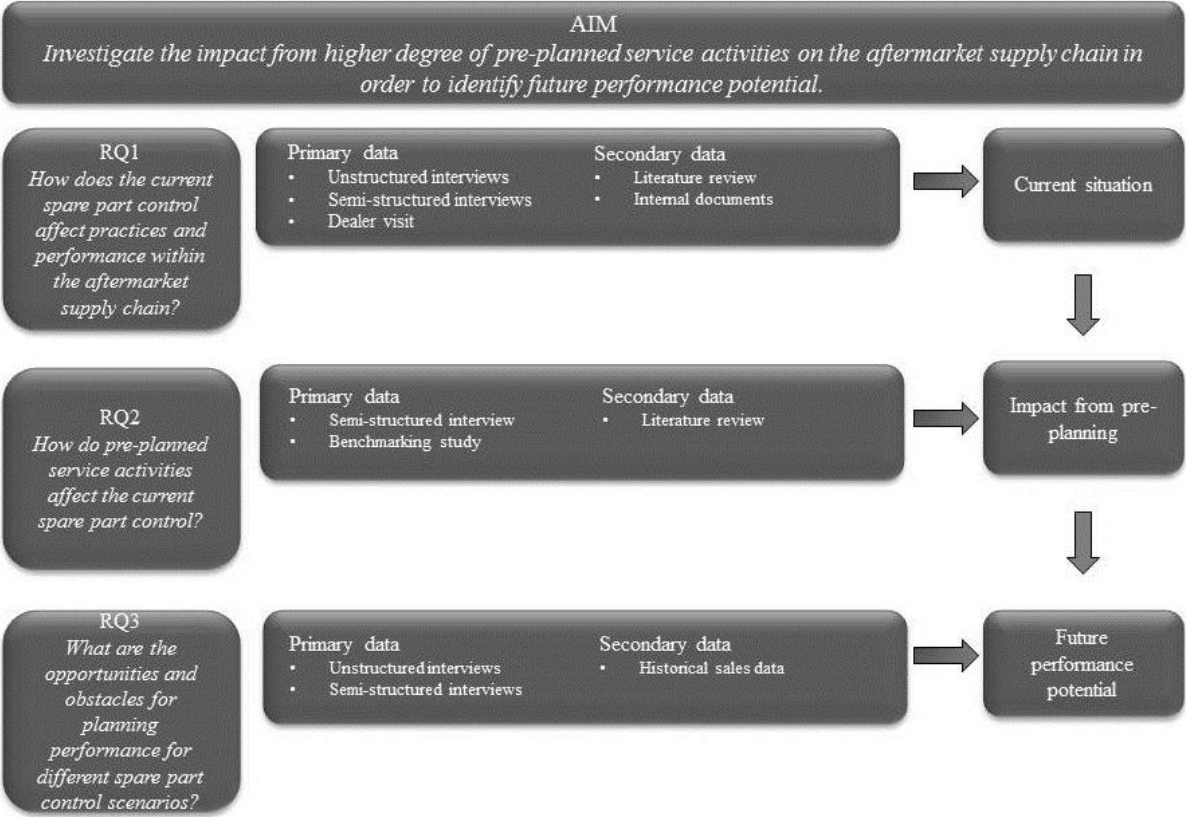 AIM
Investigate the impact from higher degree of pre-planned service activities on the aftermarket supply chain in
order to identify future performance potential.
RQ1
How does the current
spare part control
affect practices and
performance within
the aftermarket
supply chain?
Primary data
• Unstructured interviews
• Semi-structured interviews
• Dealer visit
Secondary data
• Literature review
• Internal documents
Current situation
RQ2
How do pre-planned
service activities
affect the current
spare part control?
Primary data
• Semi-structured interview
• Benchmarking study
Secondary data
• Literature review
Impact from pre-
planning
RQ3
What are the
opportunities and
obstacles for
planning
performance for
different spare part
control scenarios?
Primary data
• Unstructured interviews
• Semi-structured interviews
Secondary data
• Historical sales data
Future
performance
potential